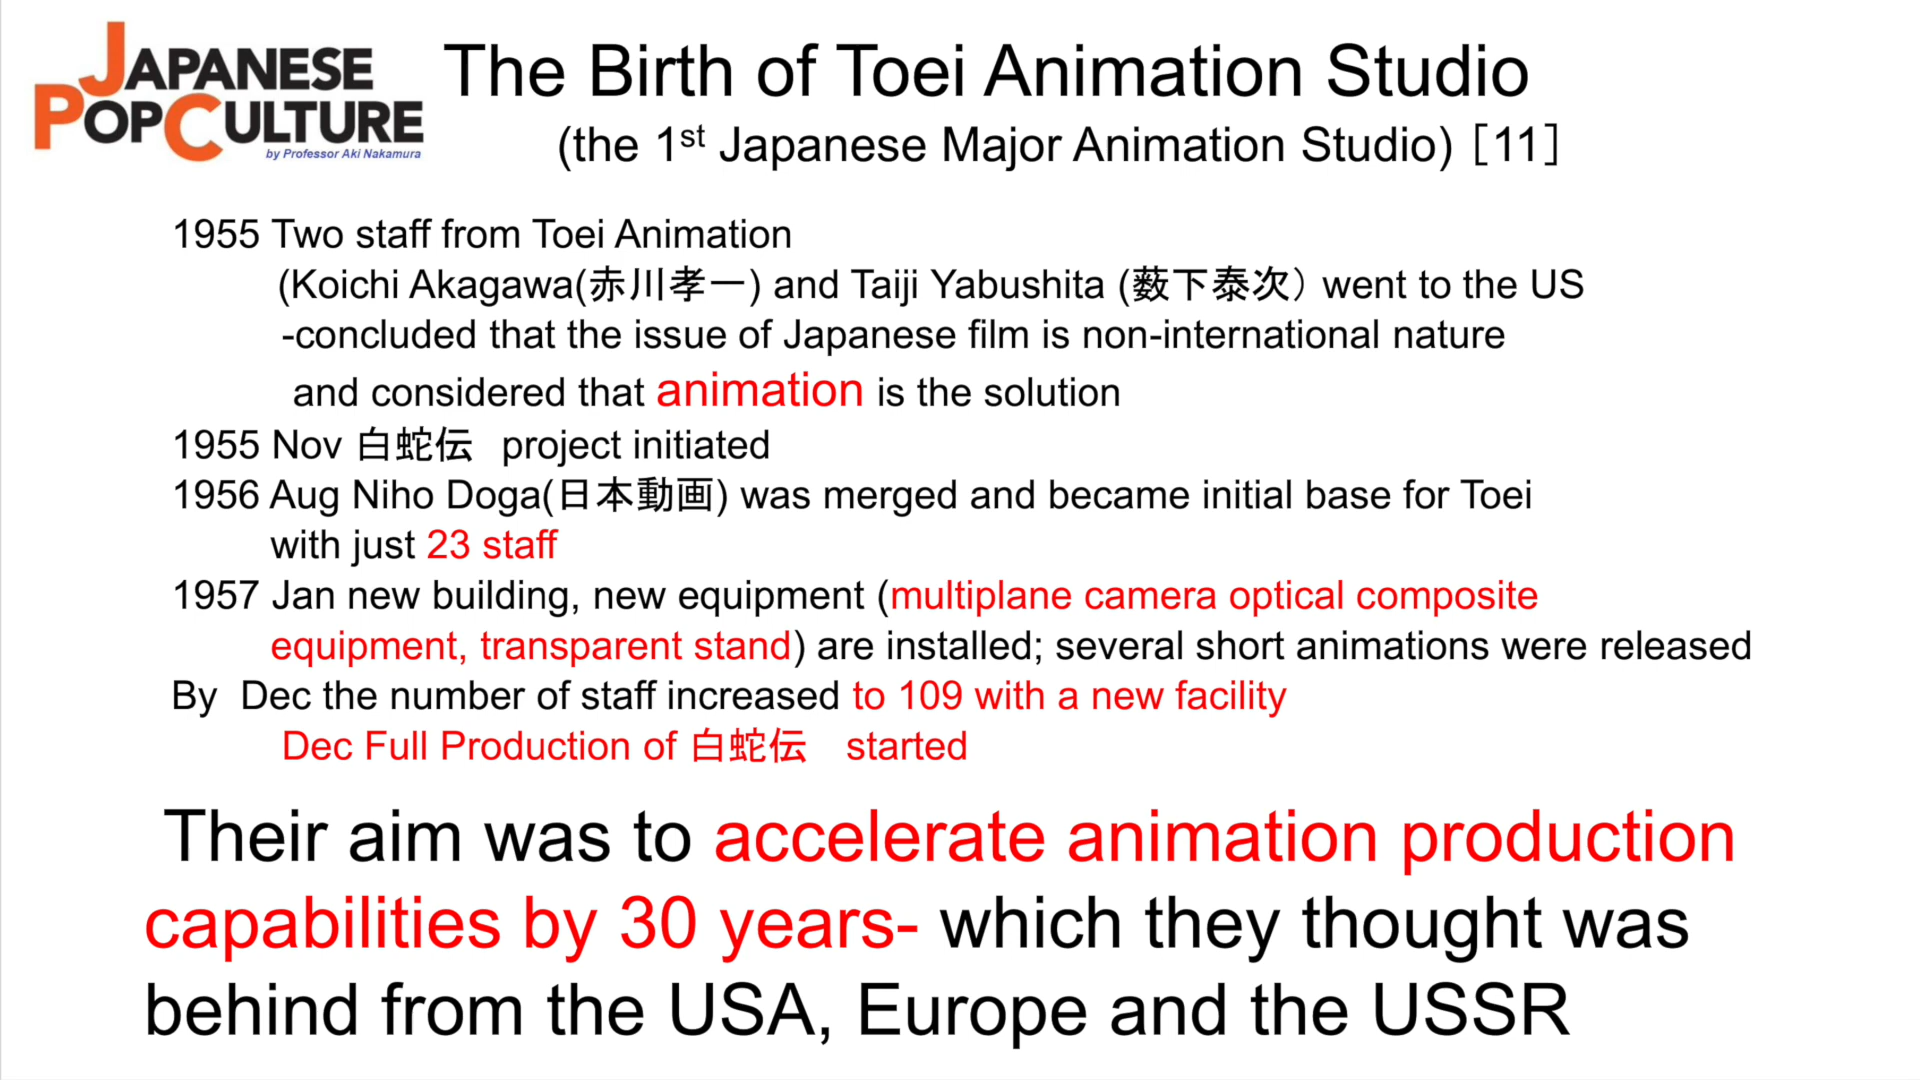 JAPANESE
POPCULTURE
by Professor Aki Nakamura
The Birth of Toei Animation Studio
(the 1st Japanese Major Animation Studio)［11］
1955 Two staff from Toei Animation
(Koichi Akagawa(赤川孝一) and Taiji Yabushita (薮下泰次）went to the US
-concluded that the issue of Japanese film is non-international nature
and considered that animation is the solution
1955 Nov 白蛇伝　project initiated
1956 Aug Niho Doga(日本動画) was merged and became initial base for Toei
with just 23 staff
1957 Jan new building, new equipment (multiplane camera optical composite
equipment, transparent stand) are installed; several short animations were released
By Dec the number of staff increased to 109 with a new facility
Dec Full Production of 白蛇伝　started
Their aim was to accelerate animation production
capabilities by 30 years- which they thought was
behind from the USA, Europe and the USSR